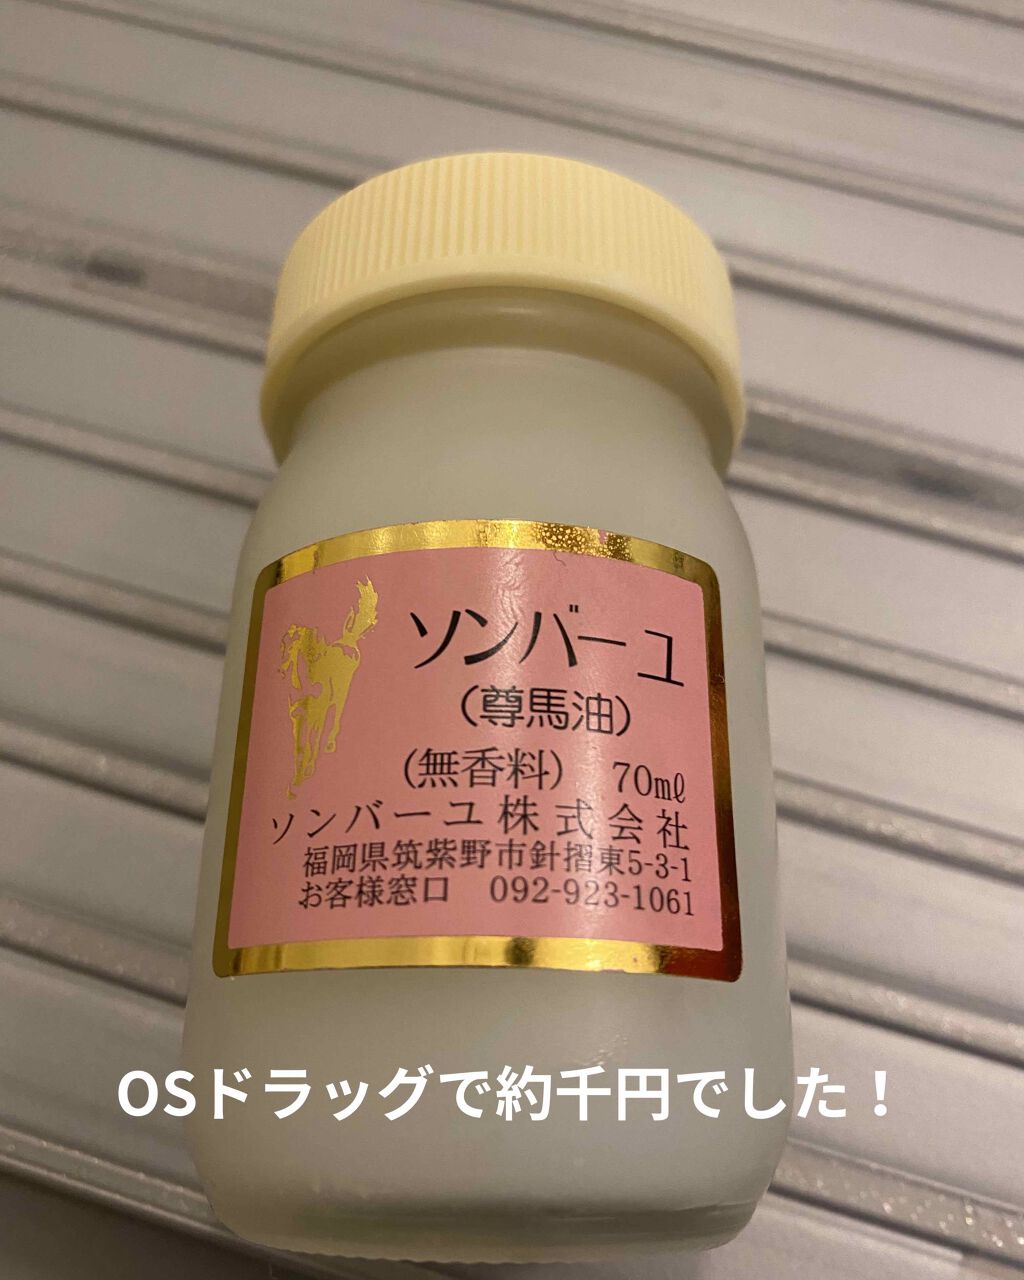 ソンバーユ
（尊馬油）
（無香料） 70mℓ
ソンバーユ株式会社
福岡県筑紫野市針摺東5-3-1
お客様窓口 092-923-1061
OSドラッグで約千円でした！